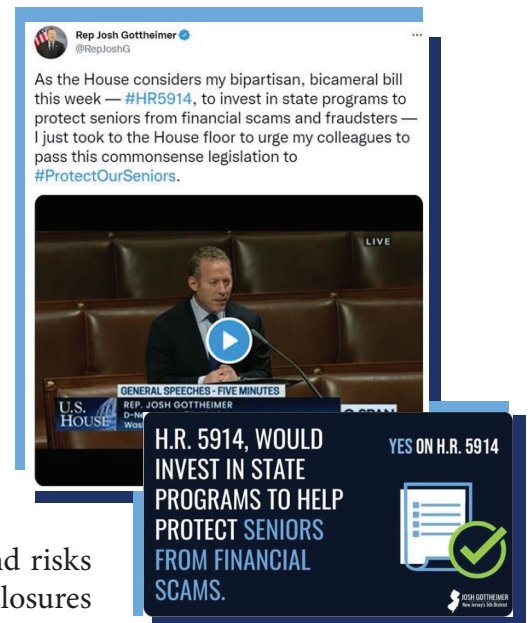 Rep Josh Gottheimer
@RepJoshG
As the House considers my bipartisan, bicameral bill
this week — #HR5914, to invest in state programs to
protect seniors from financial scams and fraudsters —
I just took to the House floor to urge my colleagues to
pass this commonsense legislation to
#ProtectOurSeniors.
LIVE
GENERAL SPEECHES - FIVE MINUTES
U.S. HOUSE
REP. JOSH GOTTHEIMER
H.R. 5914, WOULD
INVEST IN STATE
PROGRAMS TO HELP
PROTECT SENIORS
FROM FINANCIAL
SCAMS.
YES ON H.R. 5914
JOSH GOTTHEIMER
New Jersey's 5th District
risks